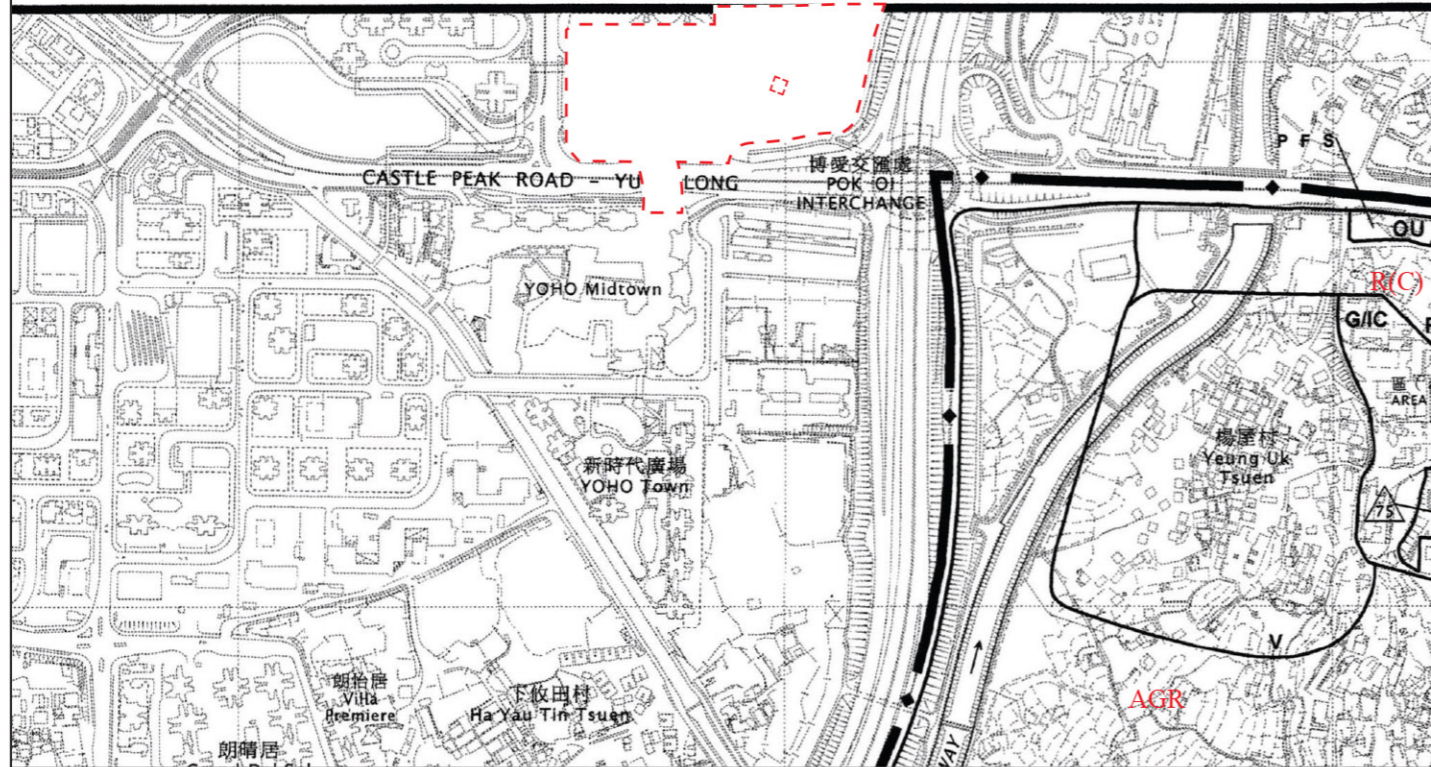 P F S
CASTLE PEAK ROAD - YU LONG
博愛交匯處
POK OI
INTERCHANGE
OU
R(C)
YOHO Midtown
G/IC
區
AREA
楊屋村
Yeung Uk
Tsuen
新時代廣場
YOHO Town
75
V
朗怡居
Villa
Premiere
下攸田村
Ha Yau Tin Tsuen
AGR
朗晴居
WAY